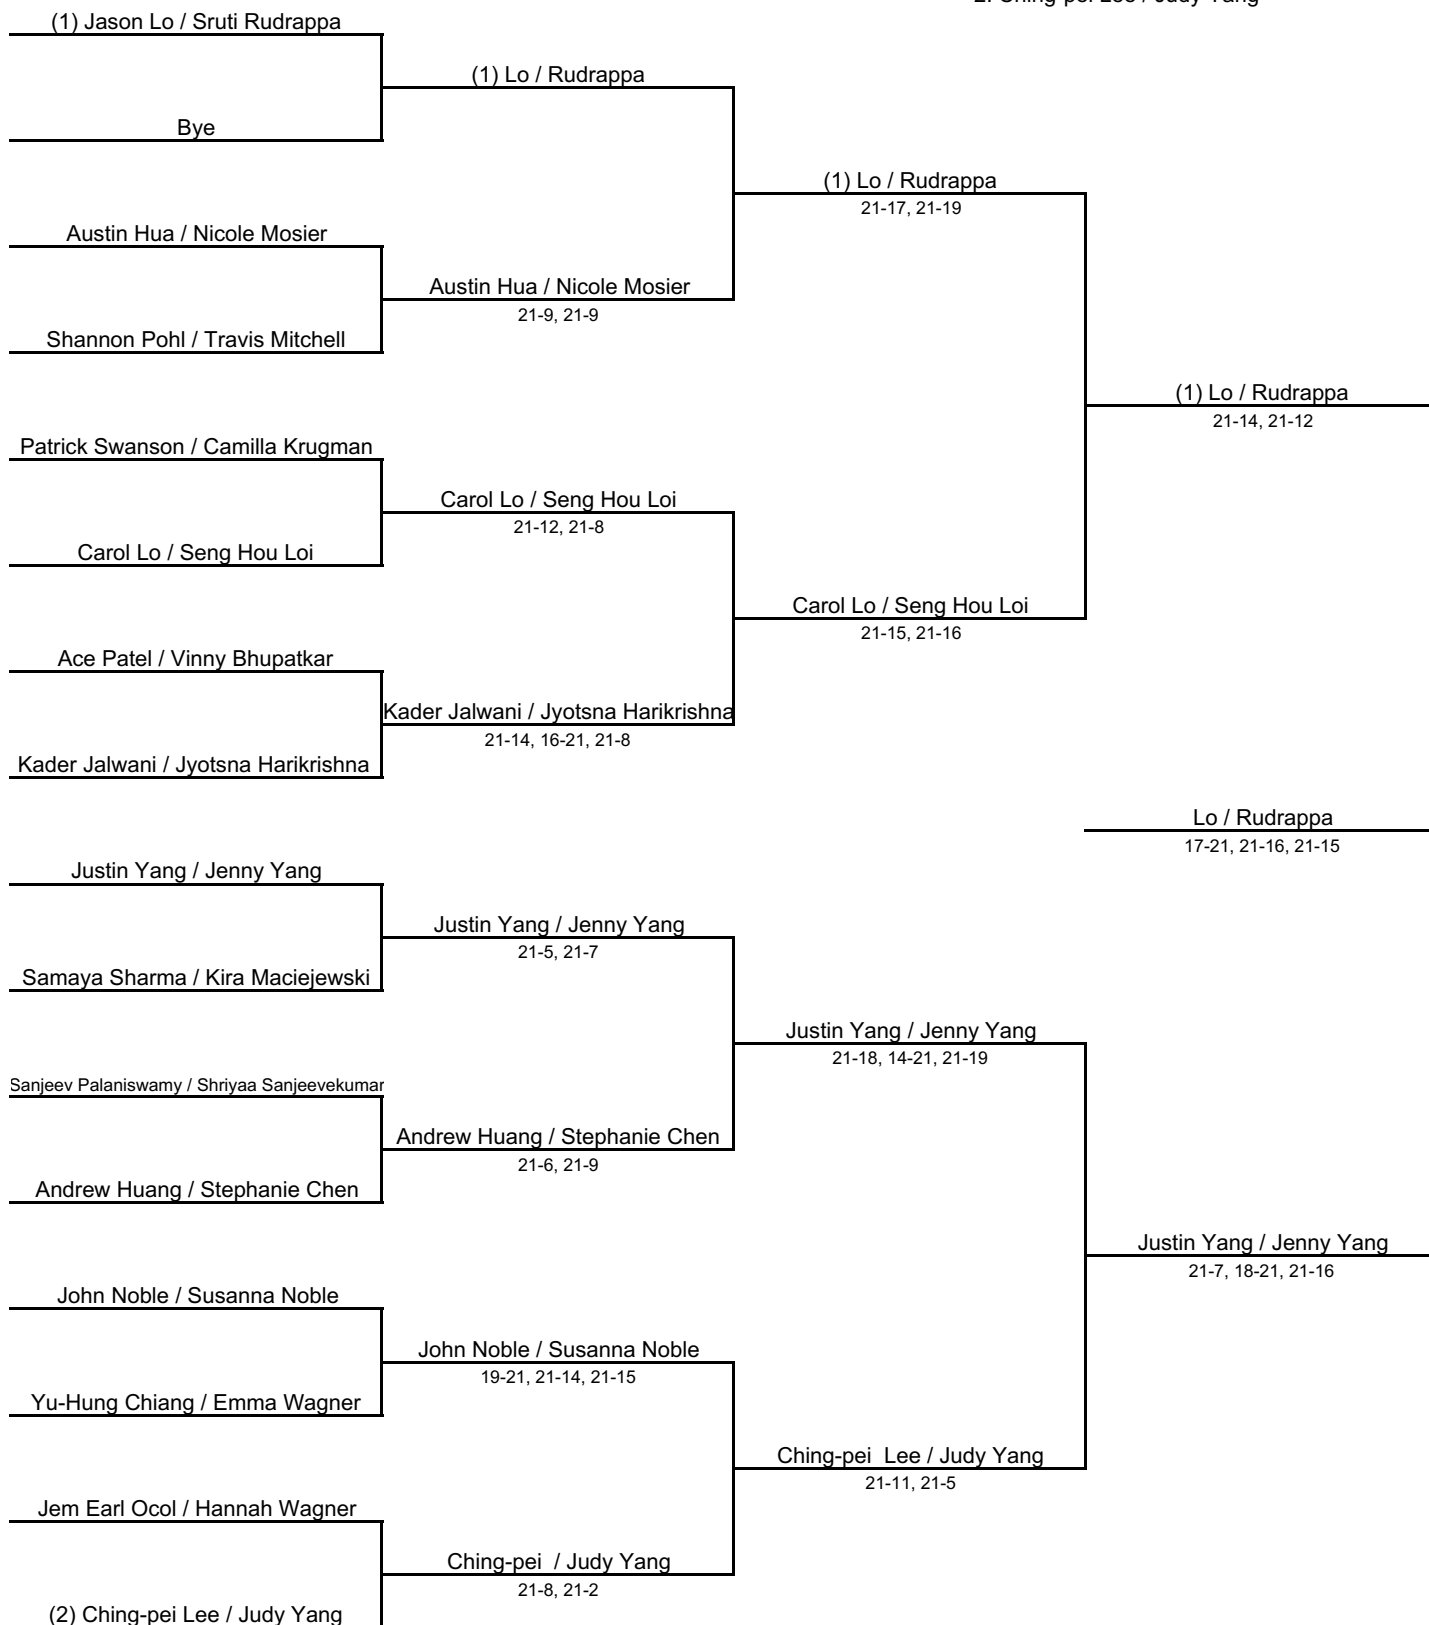 2. Ching-pei Lee / Judy Yang
(1) Jason Lo / Sruti Rudrappa
(1) Lo / Rudrappa
Bye
(1) Lo / Rudrappa
21-17, 21-19
Austin Hua / Nicole Mosier
Austin Hua / Nicole Mosier
21-9, 21-9
Shannon Pohl / Travis Mitchell
(1) Lo / Rudrappa
21-14, 21-12
Patrick Swanson / Camilla Krugman
Carol Lo / Seng Hou Loi
21-12, 21-8
Carol Lo / Seng Hou Loi
Carol Lo / Seng Hou Loi
21-15, 21-16
Ace Patel / Vinny Bhupatkar
Kader Jalwani / Jyotsna Harikrishna
21-14, 16-21, 21-8
Kader Jalwani / Jyotsna Harikrishna
Lo / Rudrappa
17-21, 21-16, 21-15
Justin Yang / Jenny Yang
Justin Yang / Jenny Yang
21-5, 21-7
Samaya Sharma / Kira Maciejewski
Justin Yang / Jenny Yang
21-18, 14-21, 21-19
Sanjeev Palaniswamy / Shriyaa Sanjeevekumar
Andrew Huang / Stephanie Chen
21-6, 21-9
Andrew Huang / Stephanie Chen
Justin Yang / Jenny Yang
21-7, 18-21, 21-16
John Noble / Susanna Noble
John Noble / Susanna Noble
19-21, 21-14, 21-15
Yu-Hung Chiang / Emma Wagner
Ching-pei  Lee / Judy Yang
21-11, 21-5
Jem Earl Ocol / Hannah Wagner
Ching-pei  / Judy Yang
21-8, 21-2
(2) Ching-pei Lee / Judy Yang